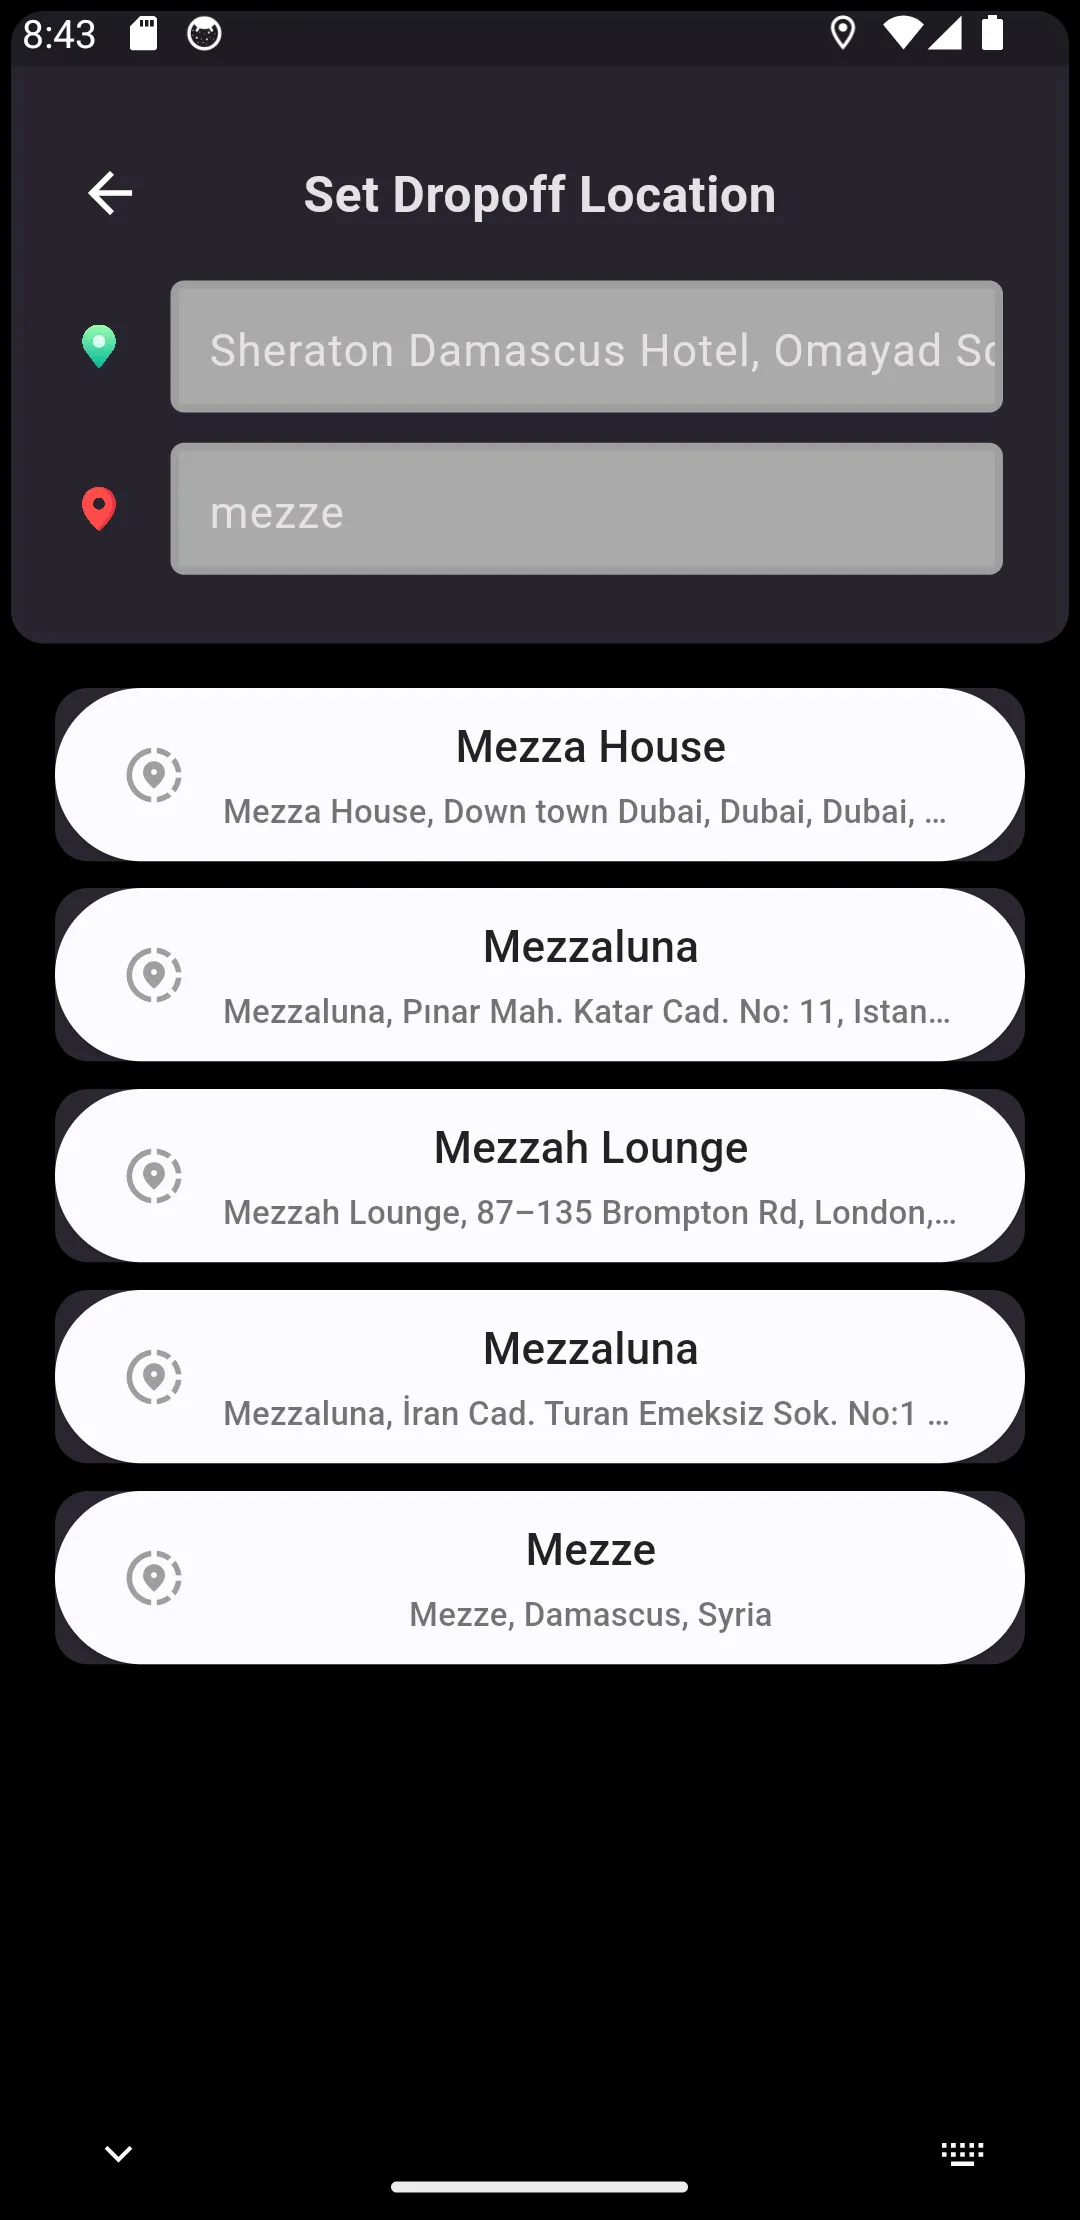 8:43
Set Dropoff Location
Sheraton Damascus Hotel, Omayad
mezze
Mezza House
Mezza House, Down town Dubai, Dubai, Dubai, ...
Mezzaluna
Mezzaluna, Pınar Mah. Katar Cad. No: 11, Istan...
Mezzah Lounge
Mezzah Lounge, 87–135 Brompton Rd, London,...
Mezzaluna
Mezzaluna, İran Cad. Turan Emeksiz Sok. No:1 ...
Mezze
Mezze, Damascus, Syria